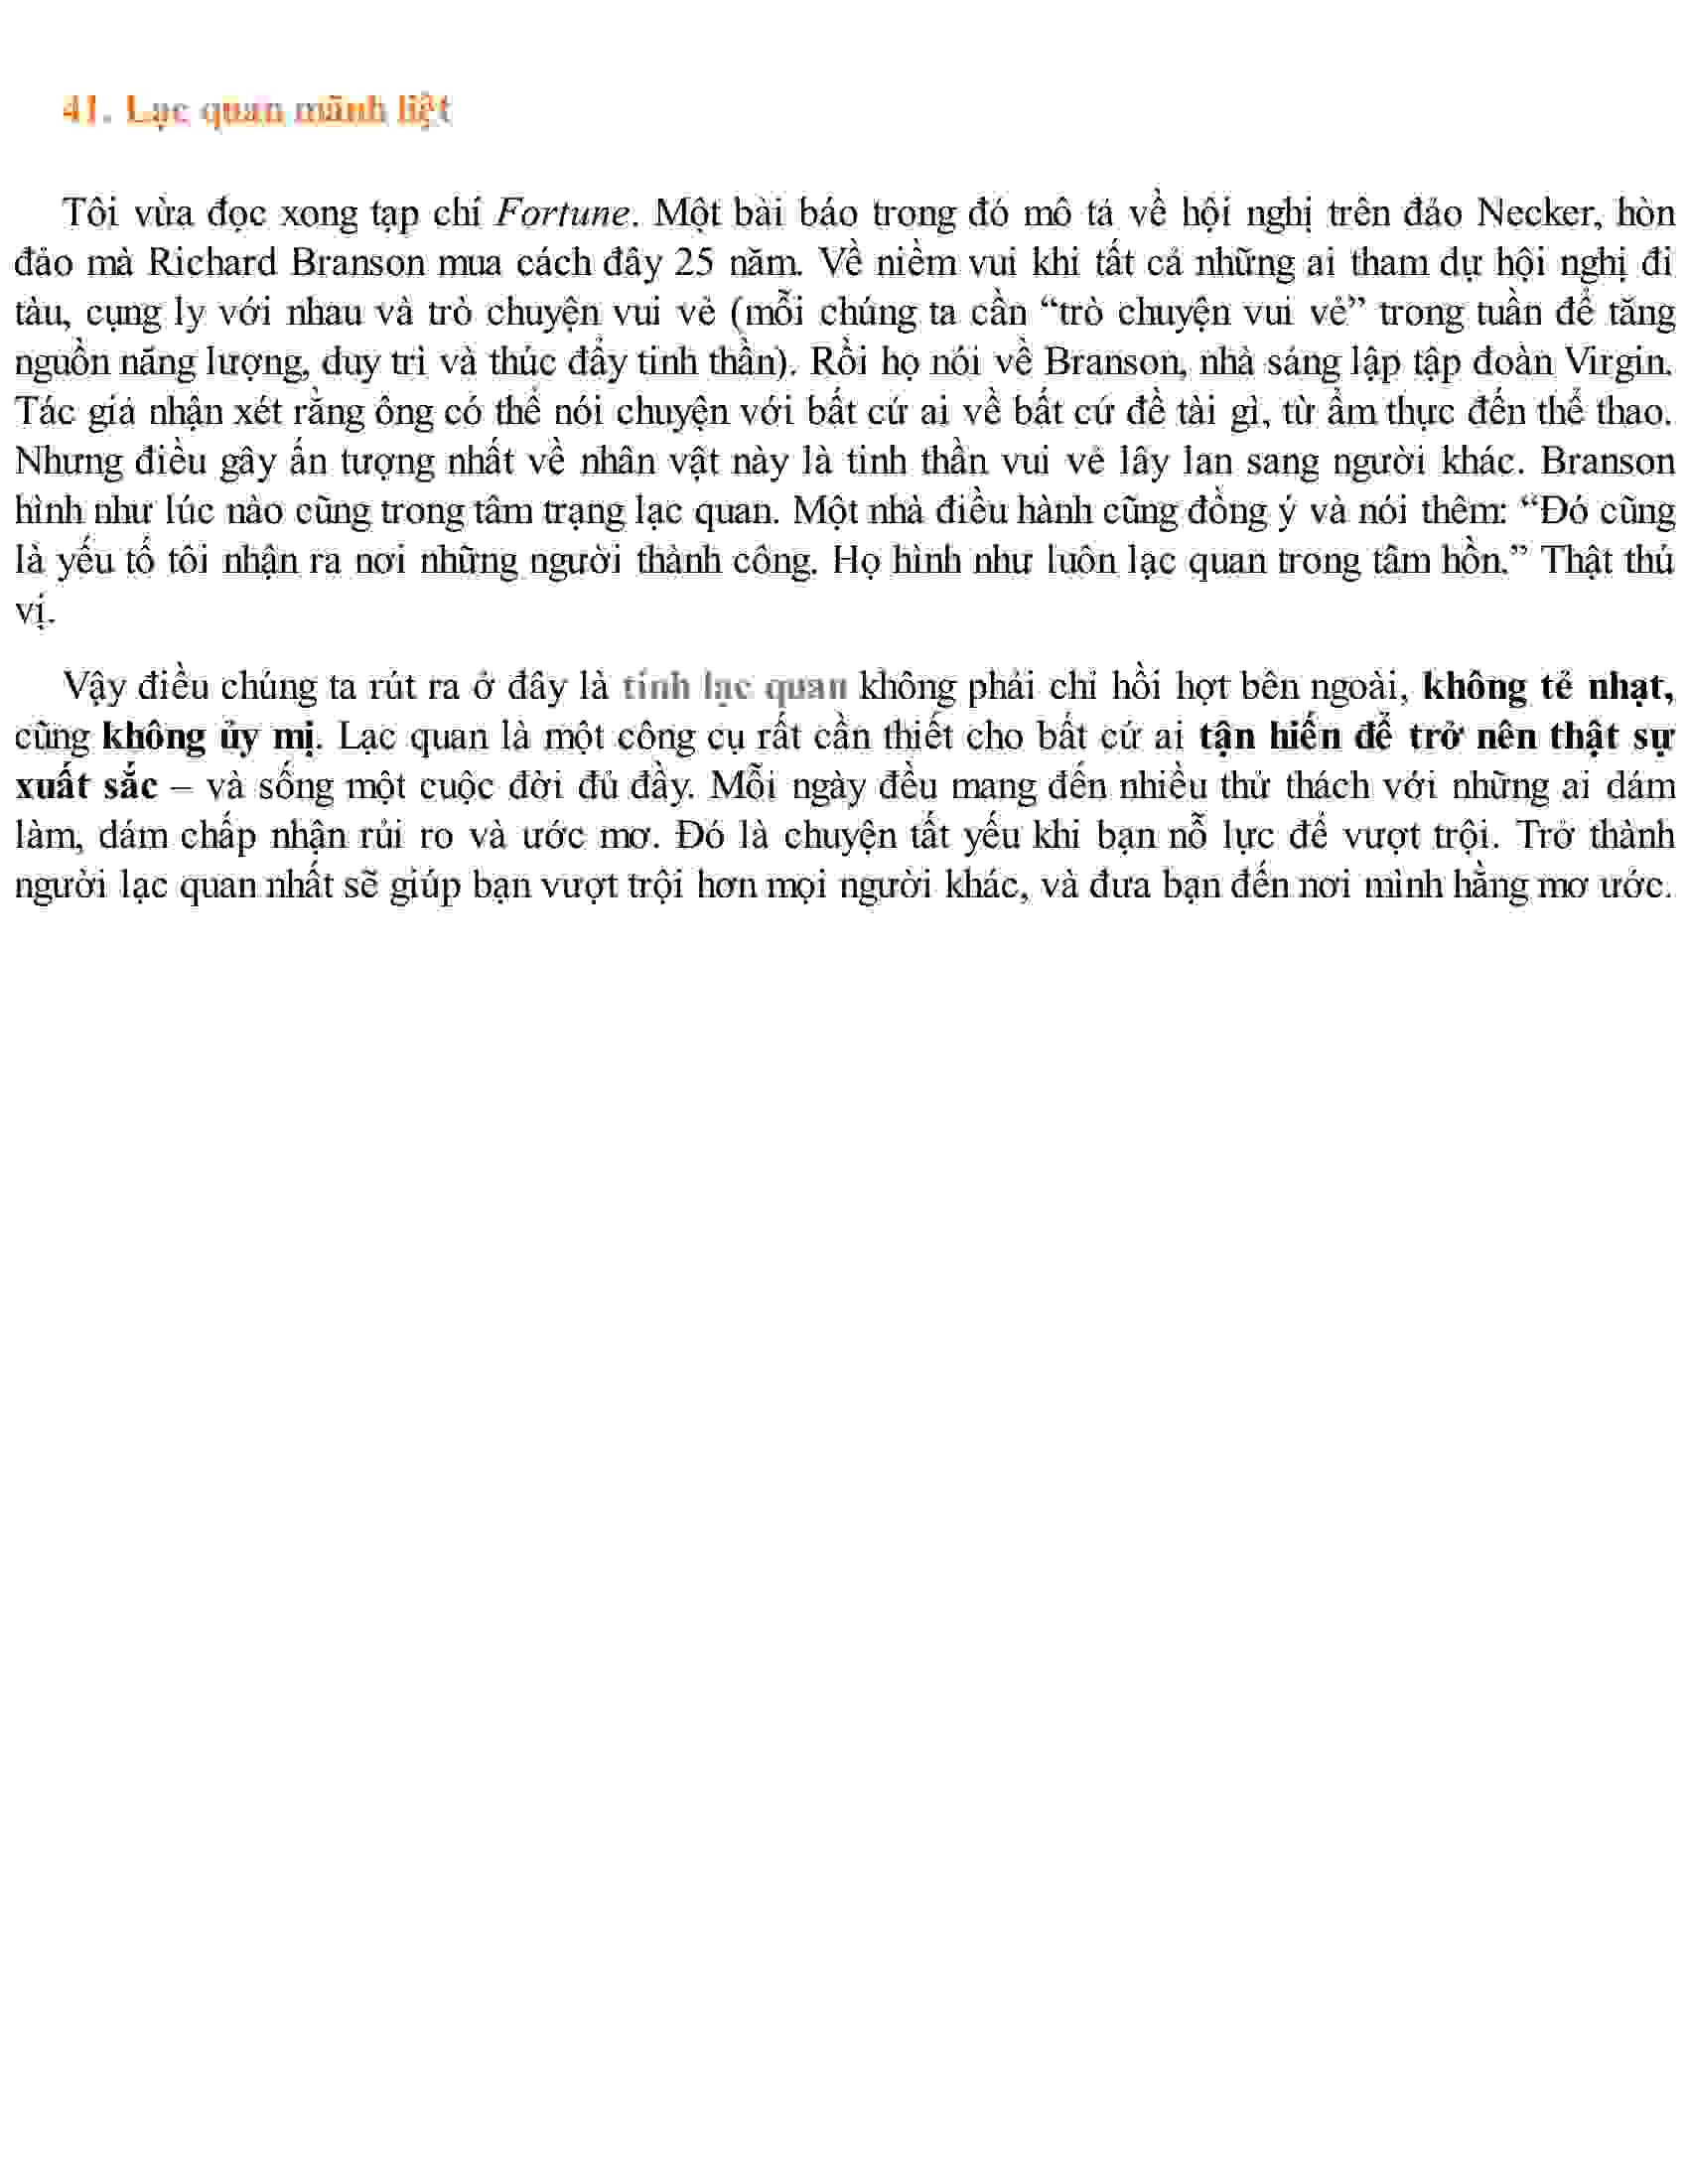 41. Lạc quan mãnh liệt
Tôi vừa đọc xong tạp chí Fortune. Một bài báo trong đó mô tả về hội nghị trên đảo Necker, hòn
đảo mà Richard Branson mua cách đây 25 năm. Về niềm vui khi tất cả những ai tham dự hội nghị đi
tàu, cụng ly với nhau và trò chuyện vui vẻ (mỗi chúng ta cần “trò chuyện vui vẻ” trong tuần để tăng
nguồn năng lượng, duy trì và thúc đẩy tinh thần). Rồi họ nói về Branson, nhà sáng lập tập đoàn Virgin.
Tác giả nhận xét rằng ông có thể nói chuyện với bất cứ ai về bất cứ đề tài gì, từ ẩm thực đến thể thao.
Nhưng điều gây ấn tượng nhất về nhân vật này là tinh thần vui vẻ lây lan sang người khác. Branson
hình như lúc nào cũng trong tâm trạng lạc quan. Một nhà điều hành cũng đồng ý và nói thêm: “Đó cũng
là yếu tố tôi nhận ra nơi những người thành công. Họ hình như luôn lạc quan trong tâm hồn.” Thật thú
vị.
Vậy điều chúng ta rút ra ở đây là tính lạc quan không phải chỉ hồi hợt bên ngoài, không tẻ nhạt,
cũng không ủy mị. Lạc quan là một công cụ rất cần thiết cho bất cứ ai tận hiến để trở nên thật sự
xuất sắc – và sống một cuộc đời đủ đầy. Mỗi ngày đều mang đến nhiều thử thách với những ai dám
làm, dám chấp nhận rủi ro và ước mơ. Đó là chuyện tất yếu khi bạn nỗ lực để vượt trội. Trở thành
người lạc quan nhất sẽ giúp bạn vượt trội hơn mọi người khác, và đưa bạn đến nơi mình hằng mơ ước.